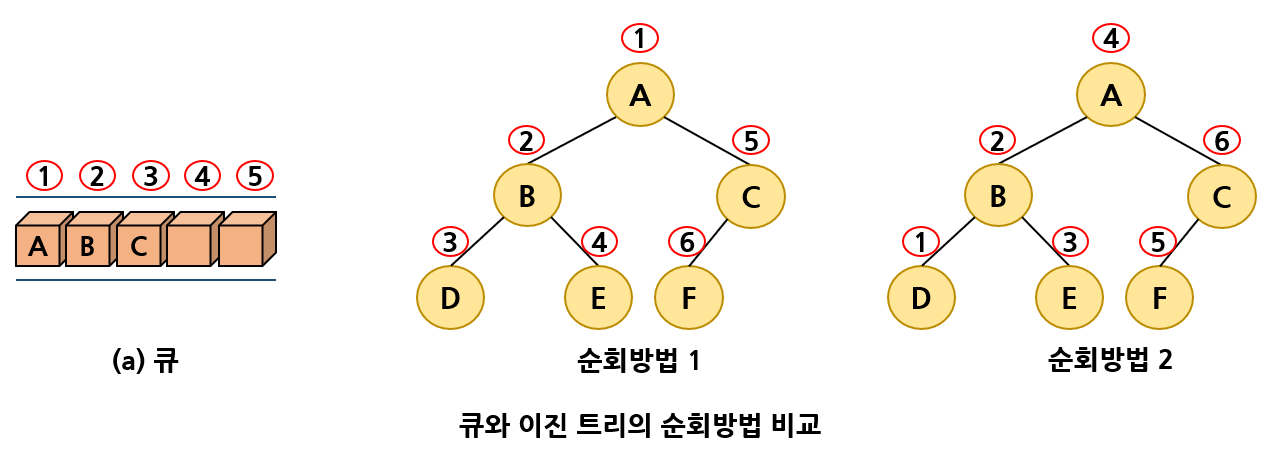 1 2 3 4 5
A B C
(a) 큐
1
A
2 5
B C
3 4 6
D E F
순회방법 1
4
A
2 6
B C
1 3 5
D E F
순회방법 2
큐와 이진 트리의 순회방법 비교